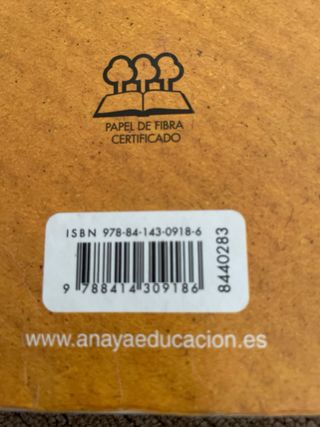 PAPEL DE FIBRA
CERTIFICADO
ISBN 978-84-143-0918-6
9 788414 309186
8440283
www.anayaeducacion.es